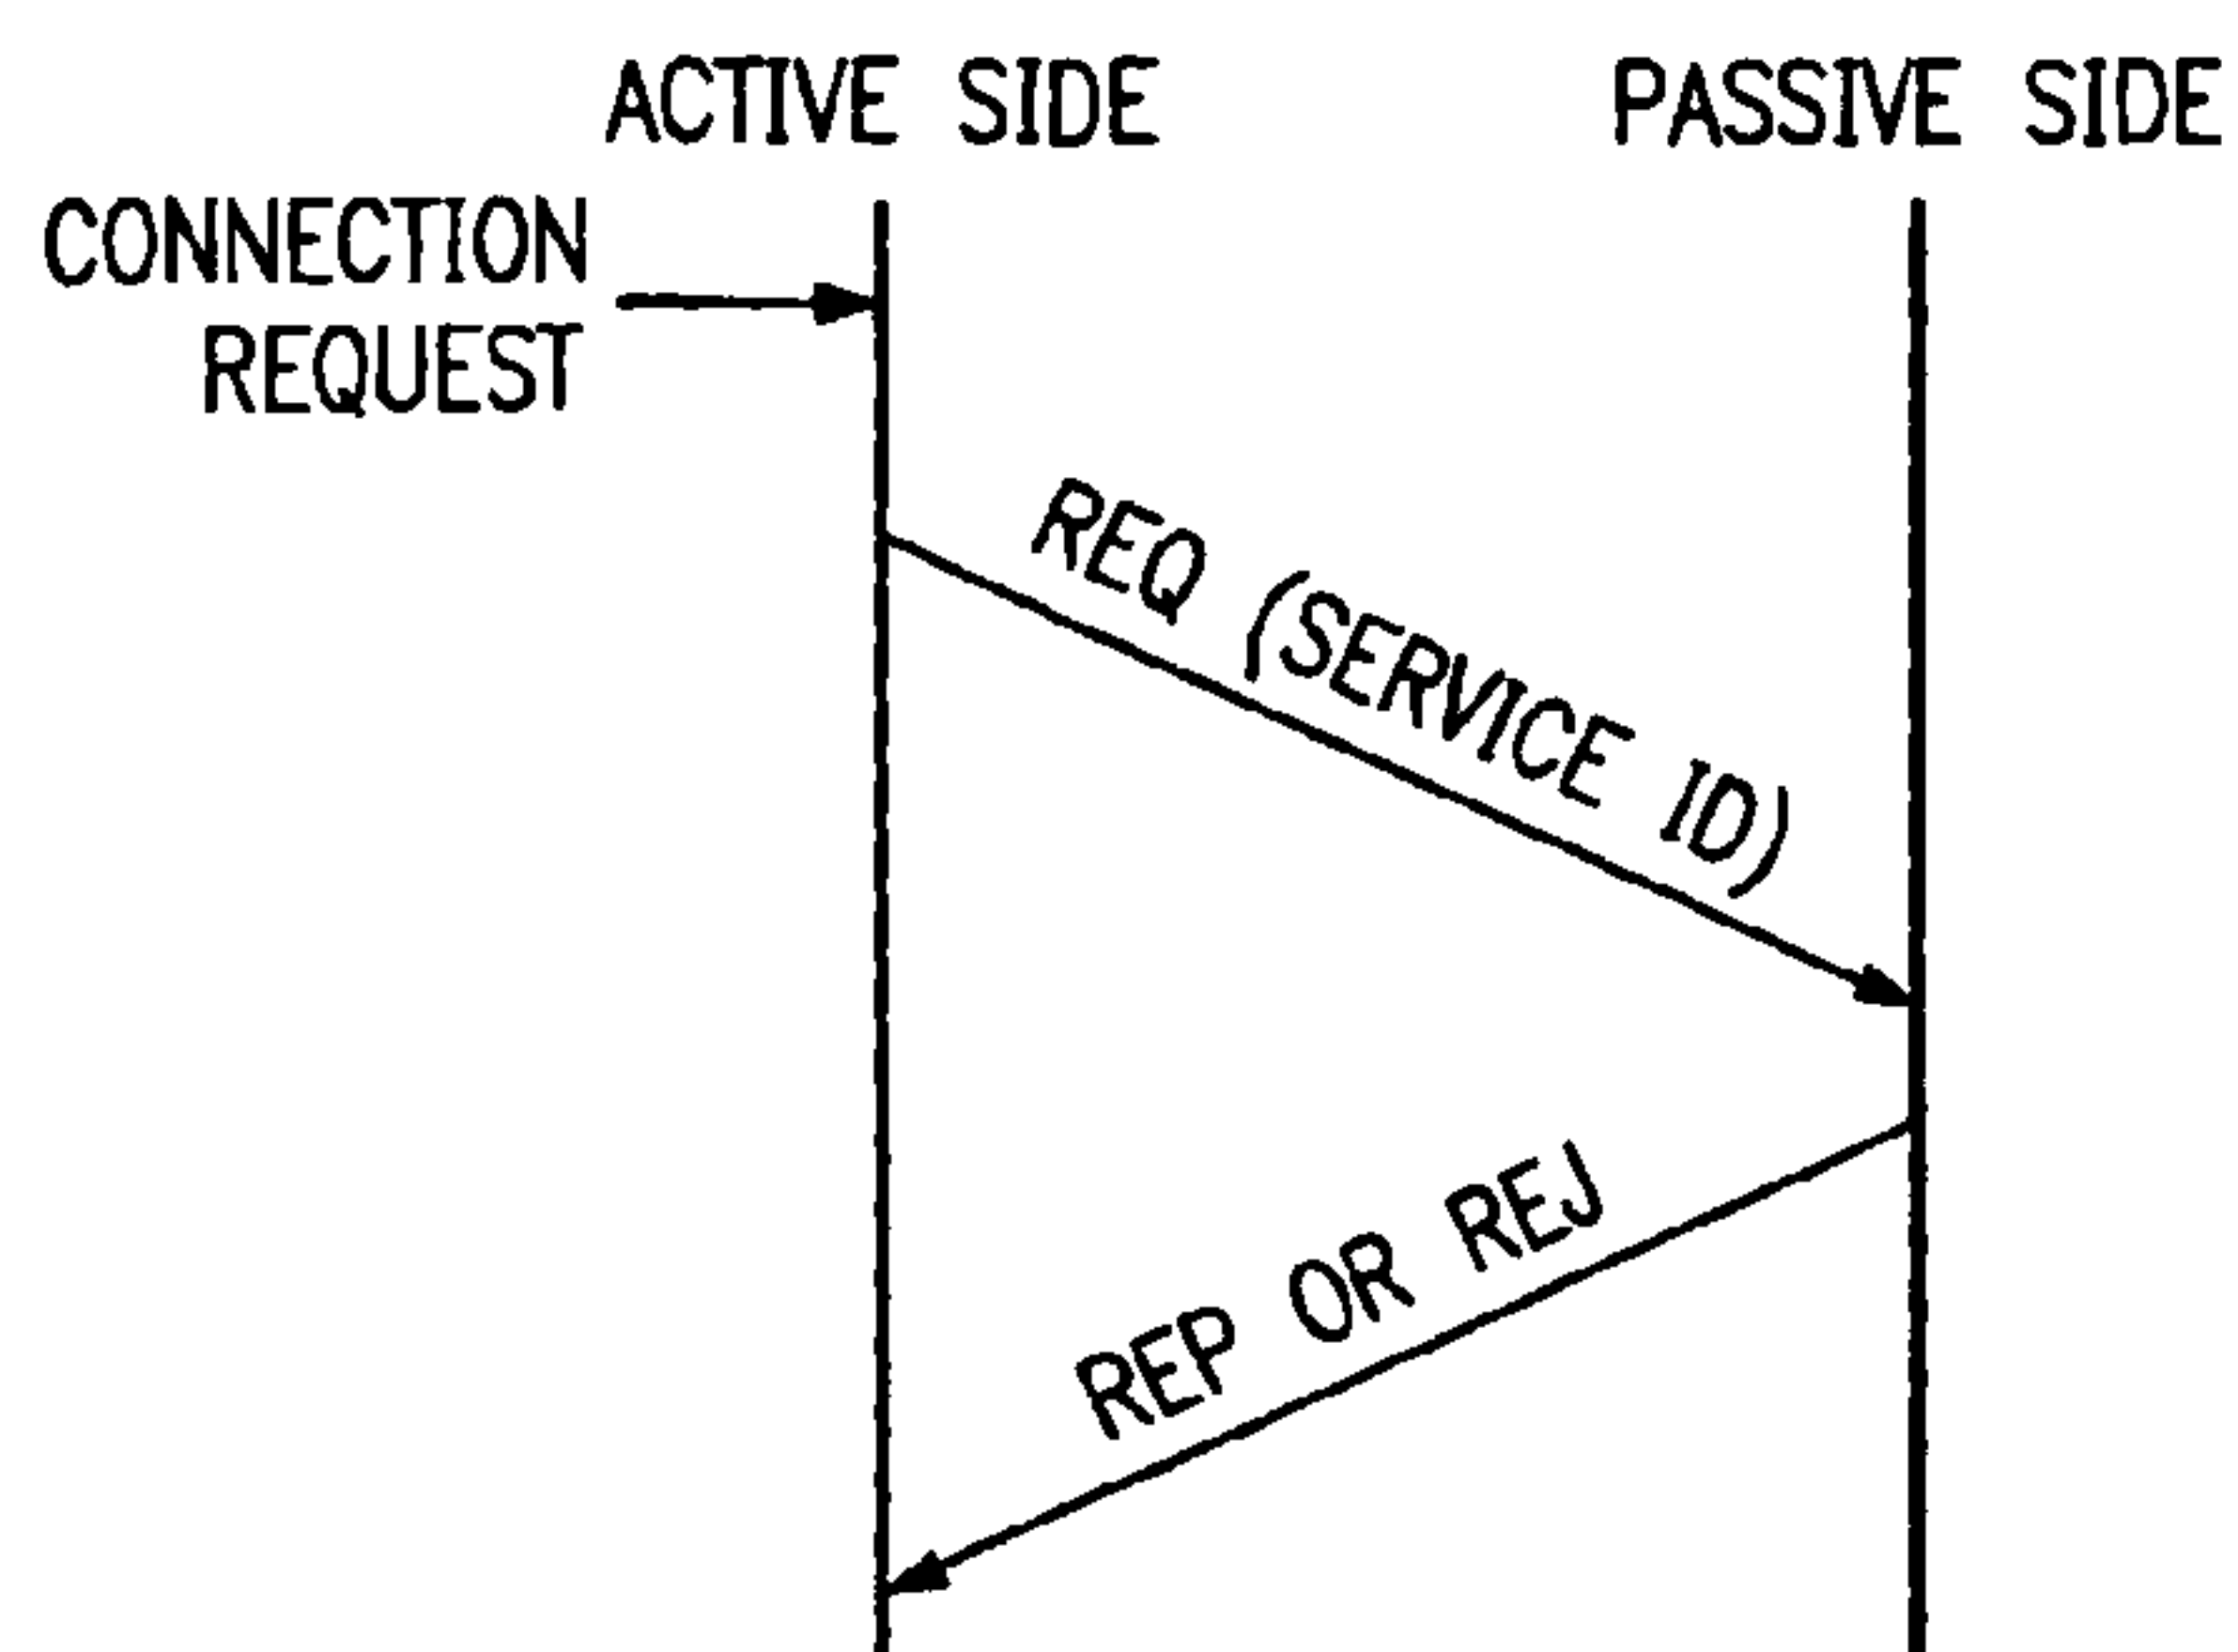 ACTIVE SIDE
PASSIVE SIDE
CONNECTION
REQUEST
REQ (SERVICE ID)
REP OR REJ